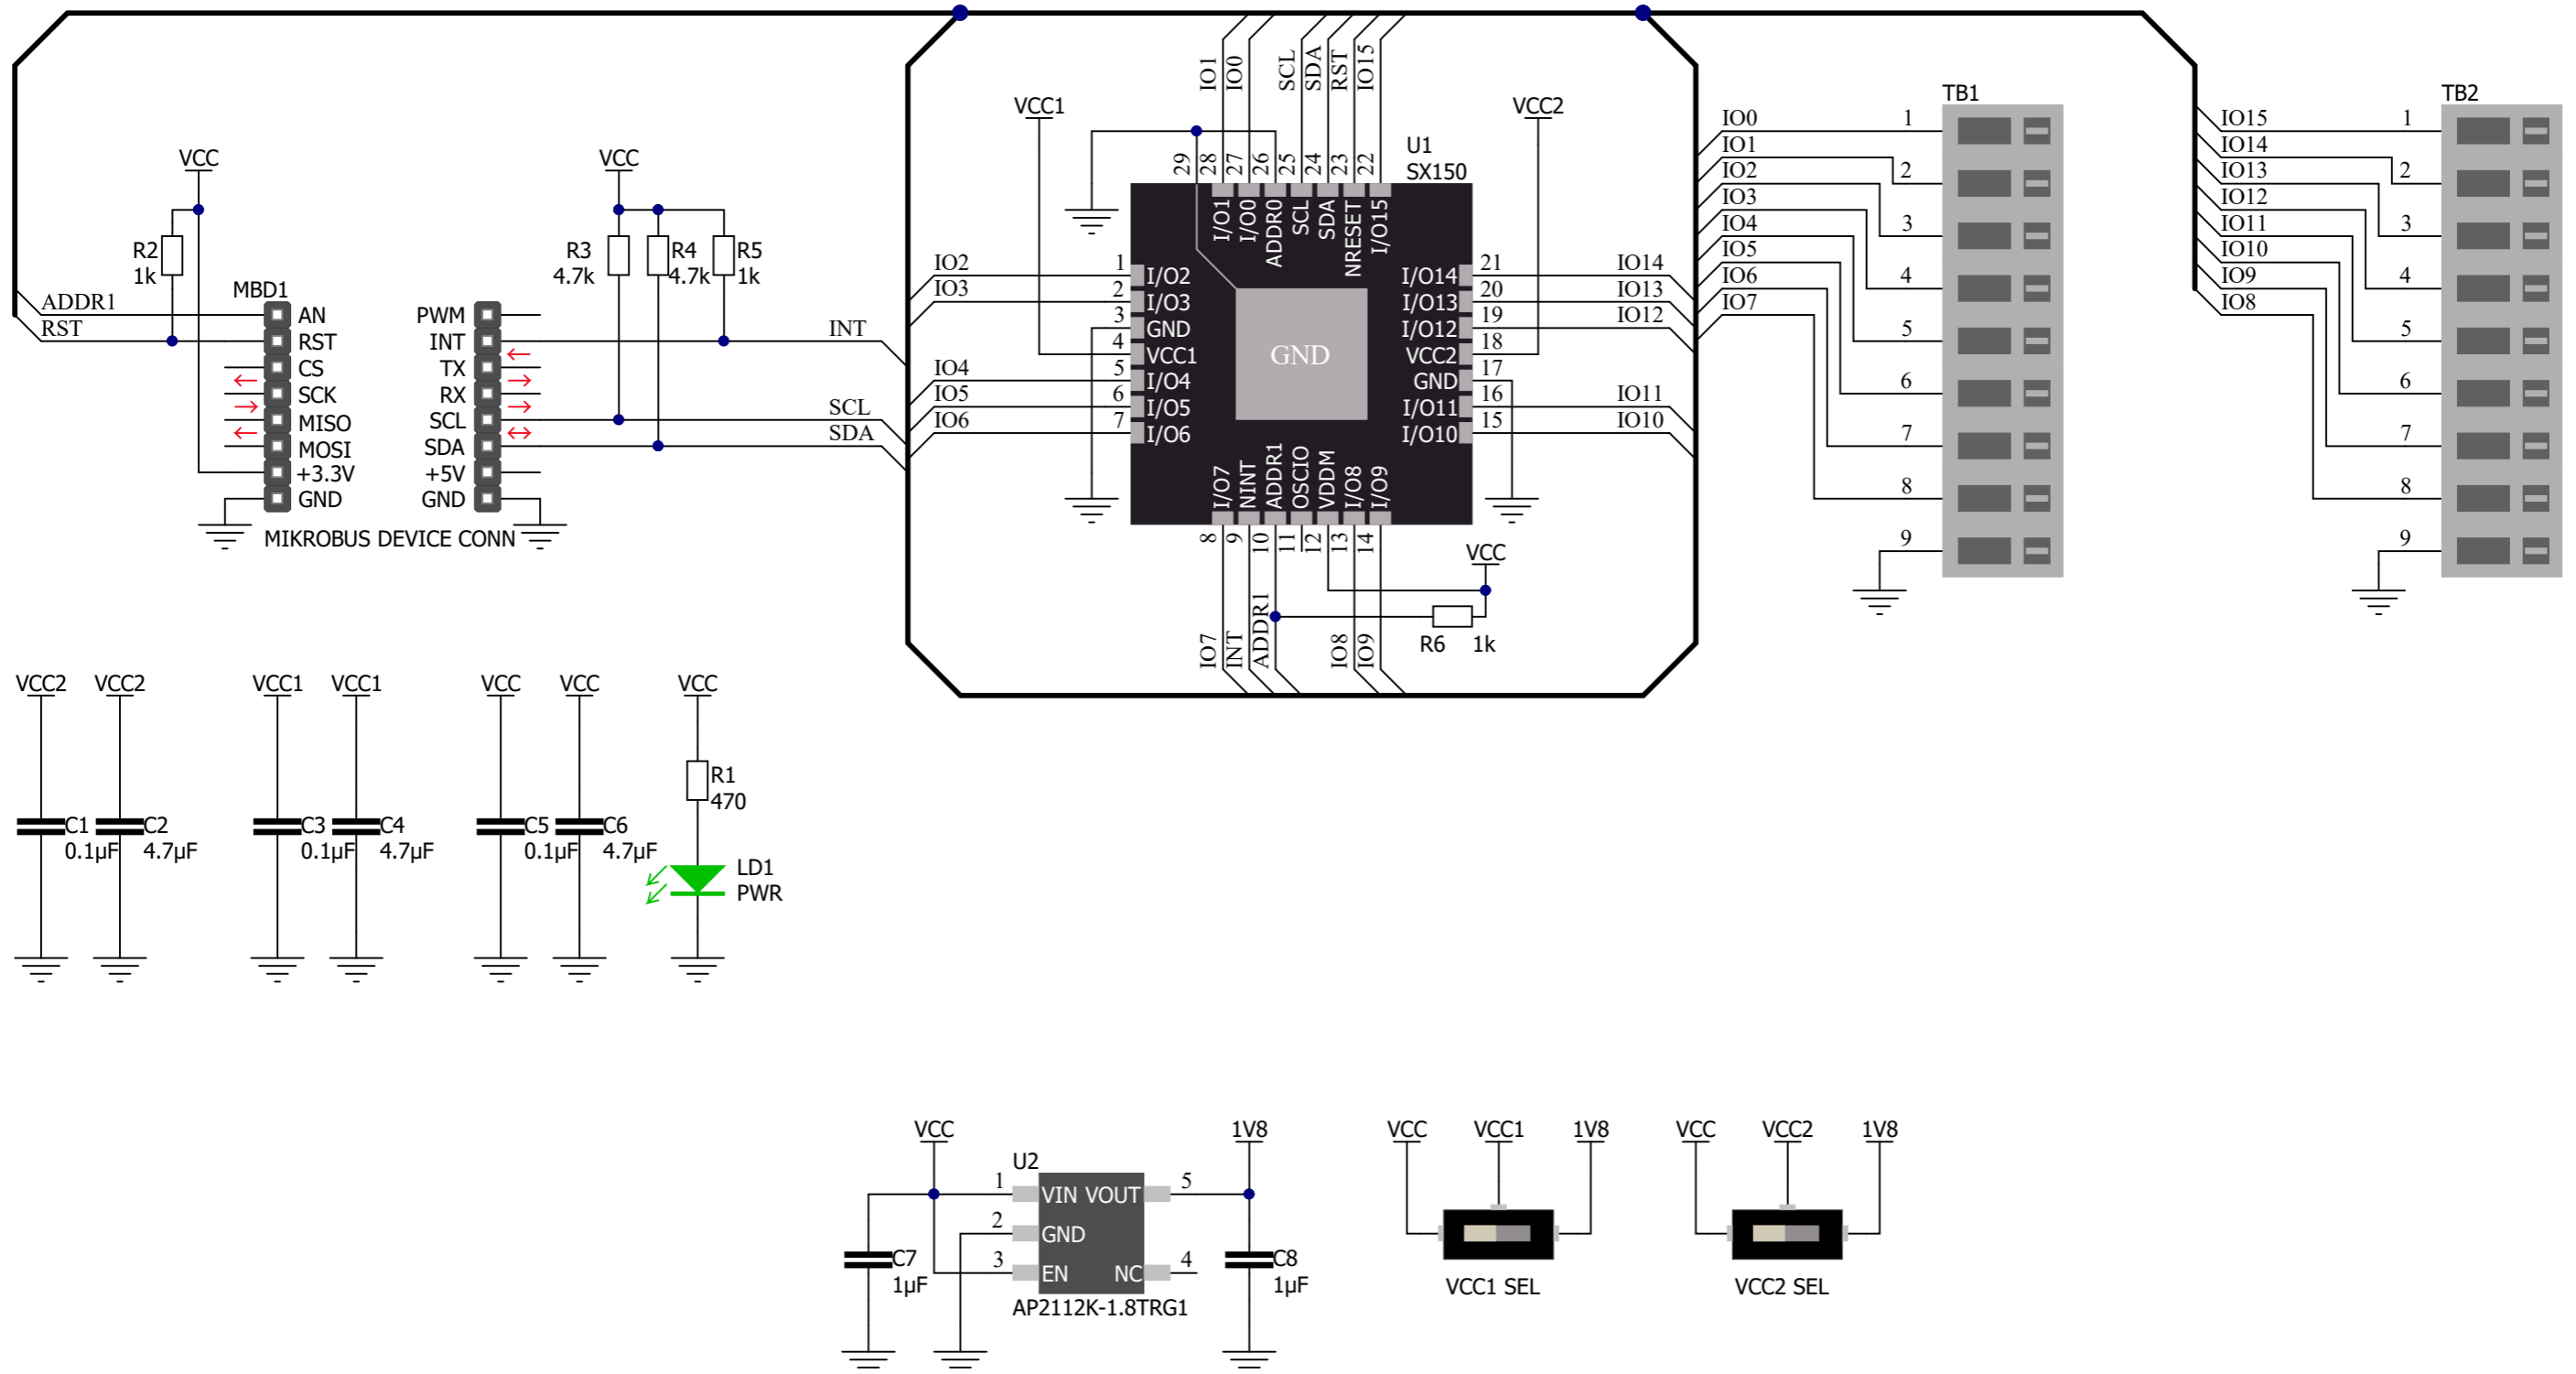 IO1
IO0
SCL
SDA
RST
IO15
VCC
R2
1k
MBD1
ADDR1
RST
AN
RST
CS
SCK
MISO
MOSI
+3.3V
GND
PWM
INT
TX
RX
SCL
SDA
+5V
GND
MIKROBUS DEVICE CONN
VCC
R3
4.7k
R4
4.7k
R5
1k
INT
SCL
SDA
VCC1
VCC2
U1
SX150
29
28
27
26
25
24
23
22
I/O1
I/O0
ADDR0
SCL
SDA
NRESET
I/O15
IO2
IO3
IO4
IO5
IO6
1
2
3
4
5
6
7
I/O2
I/O3
GND
VCC1
I/O4
I/O5
I/O6
GND
I/O14
I/O13
I/O12
VCC2
GND
I/O11
I/O10
21
20
19
18
17
16
15
IO14
IO13
IO12
IO11
IO10
I/O7
NINT
ADDR1
OSCIO
VDDM
I/O8
I/O9
8
9
10
11
12
13
14
IO7
INT
ADDR1
IO8
IO9
VCC
R6 1k
TB1
IO0
IO1
IO2
IO3
IO4
IO5
IO6
IO7
1
2
3
4
5
6
7
8
9
TB2
IO15
IO14
IO13
IO12
IO11
IO10
IO9
IO8
1
2
3
4
5
6
7
8
9
VCC2
C1
0.1µF
VCC2
C2
4.7µF
VCC1
C3
0.1µF
VCC1
C4
4.7µF
VCC
C5
0.1µF
VCC
C6
4.7µF
VCC
R1
470
LD1
PWR
VCC
C7
1µF
U2
1
2
3
VIN VOUT
GND
EN NC
5
4
AP2112K-1.8TRG1
1V8
C8
1µF
VCC VCC1 1V8
VCC1 SEL
VCC VCC2 1V8
VCC2 SEL